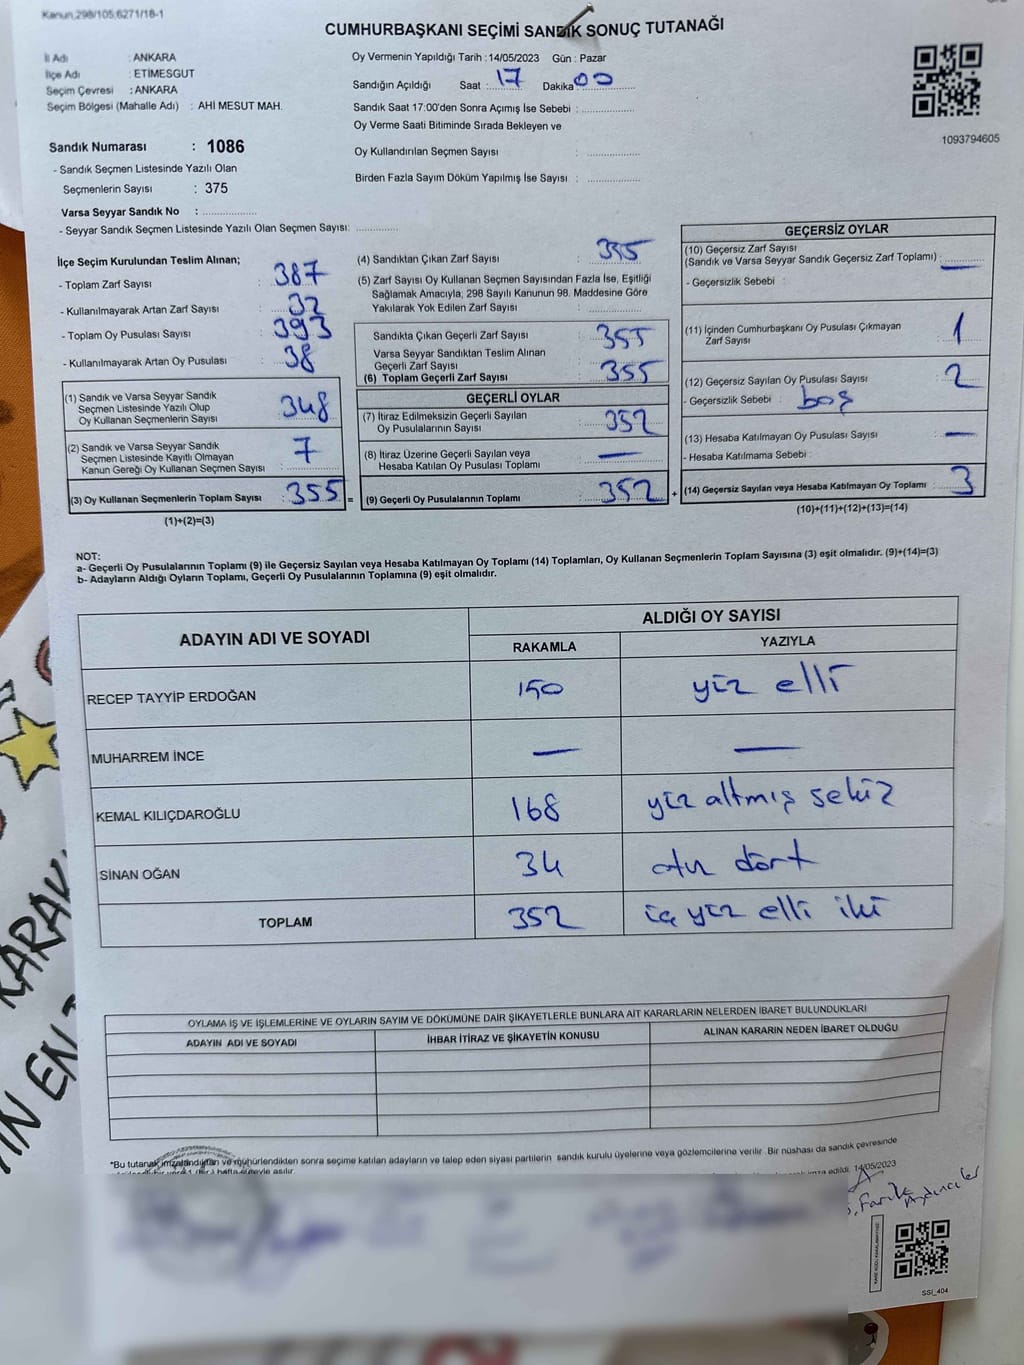 Kanun,298/105,6271/18-1
CUMHURBAŞKANI SEÇİMİ SANDIK SONUÇ TUTANAĞI
İl Adı : ANKARA
İlçe Adı : ETİMESGUT
Seçim Çevresi : ANKARA
Seçim Bölgesi (Mahalle Adı) : AHİ MESUT MAH.
Oy Vermenin Yapıldığı Tarih : 14/05/2023 Gün : Pazar
Sandığın Açıldığı Saat : 17 Dakika : 00
Sandık Saat 17:00'den Sonra Açımış İse Sebebi :
Oy Verme Saati Bitiminde Sırada Bekleyen ve
Oy Kullandırılan Seçmen Sayısı :
Birden Fazla Sayım Döküm Yapılmış İse Sayısı :
1093794605
Sandık Numarası : 1086
- Sandık Seçmen Listesinde Yazılı Olan
Seçmenlerin Sayısı : 375
Varsa Seyyar Sandık No :
- Seyyar Sandık Seçmen Listesinde Yazılı Olan Seçmen Sayısı:
İlçe Seçim Kurulundan Teslim Alınan;
- Toplam Zarf Sayısı : 387
- Kullanılmayarak Artan Zarf Sayısı : 32
- Toplam Oy Pusulası Sayısı : 393
- Kullanılmayarak Artan Oy Pusulası : 38
(1) Sandık ve Varsa Seyyar Sandık
Seçmen Listesinde Yazılı Olup
Oy Kullanan Seçmenlerin Sayısı : 348
(2) Sandık ve Varsa Seyyar Sandık
Seçmen Listesinde Kayıtlı Olmayan
Kanun Gereği Oy Kullanan Seçmen Sayısı : 7
(3) Oy Kullanan Seçmenlerin Toplam Sayısı : 355 =
(1)+(2)=(3)
(4) Sandıktan Çıkan Zarf Sayısı : 355
(5) Zarf Sayısı Oy Kullanan Seçmen Sayısından Fazla İse, Eşitliği
Sağlamak Amacıyla, 298 Sayılı Kanunun 98. Maddesine Göre
Yakılarak Yok Edilen Zarf Sayısı :
Sandıkta Çıkan Geçerli Zarf Sayısı : 355
Varsa Seyyar Sandıktan Teslim Alınan
Geçerli Zarf Sayısı :
(6) Toplam Geçerli Zarf Sayısı : 355
GEÇERLİ OYLAR
(7) İtiraz Edilmeksizin Geçerli Sayılan
Oy Pusulalarının Sayısı : 352
(8) İtiraz Üzerine Geçerli Sayılan veya
Hesaba Katılan Oy Pusulası Toplamı : —
(9) Geçerli Oy Pusulalarının Toplamı : 352 +
GEÇERSİZ OYLAR
(10) Geçersiz Zarf Sayısı
(Sandık ve Varsa Seyyar Sandık Geçersiz Zarf Toplamı) : —
- Geçersizlik Sebebi :
(11) İçinden Cumhurbaşkanı Oy Pusulası Çıkmayan
Zarf Sayısı : 1
(12) Geçersiz Sayılan Oy Pusulası Sayısı : 2
- Geçersizlik Sebebi : boş
(13) Hesaba Katılmayan Oy Pusulası Sayısı : —
- Hesaba Katılmama Sebebi :
(14) Geçersiz Sayılan veya Hesaba Katılmayan Oy Toplamı : 3
(10)+(11)+(12)+(13)=(14)
NOT:
a- Geçerli Oy Pusulalarının Toplamı (9) ile Geçersiz Sayılan veya Hesaba Katılmayan Oy Toplamı (14) Toplamları, Oy Kullanan Seçmenlerin Toplam Sayısına (3) eşit olmalıdır. (9)+(14)=(3)
b- Adayların Aldığı Oyların Toplamı, Geçerli Oy Pusulalarının Toplamına (9) eşit olmalıdır.
ADAYIN ADI VE SOYADI
ALDIĞI OY SAYISI
RAKAMLA YAZIYLA
RECEP TAYYİP ERDOĞAN 150 yüz elli
MUHARREM İNCE — —
KEMAL KILIÇDAROĞLU 168 yüz altmış sekiz
SİNAN OĞAN 34 otuz dört
TOPLAM 352 üç yüz elli iki
OYLAMA İŞ VE İŞLEMLERİNE VE OYLARIN SAYIM VE DÖKÜMÜNE DAİR ŞİKAYETLERLE BUNLARA AİT KARARLARIN NELERDEN İBARET BULUNDUKLARI
ADAYIN ADI VE SOYADI İHBAR İTİRAZ VE ŞİKAYETİN KONUSU ALINAN KARARIN NEDEN İBARET OLDUĞU
*Bu tutanak imzalandıktan ve mühürlendikten sonra seçime katılan adayların ve talep eden siyasi partilerin sandık kurulu üyelerine veya gözlemcilerine verilir. Bir nüshası da sandık çevresinde
hafta süreyle asılır.
imza edildi. 14/05/2023
SSİ_404
KARAV
IN EN